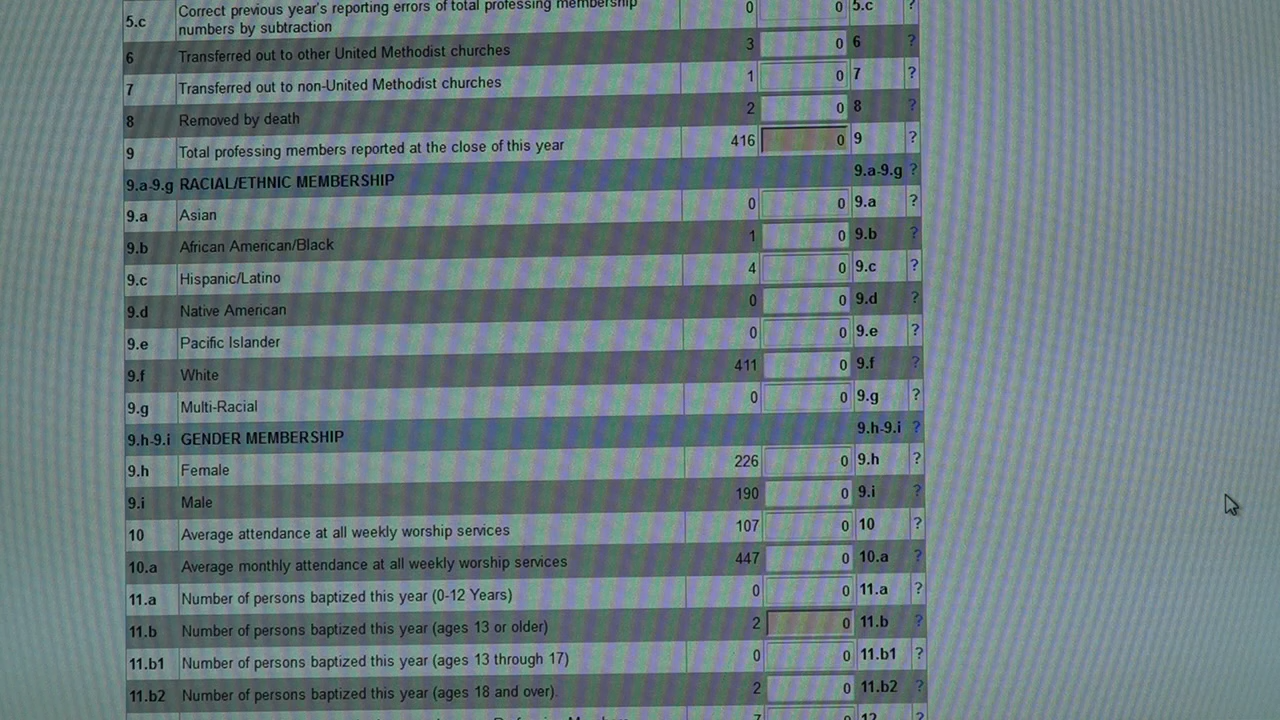 5.c Correct previous year's reporting errors of total professing membership numbers by subtraction 0 0 5.c ?
6 Transferred out to other United Methodist churches 3 0 6 ?
7 Transferred out to non-United Methodist churches 1 0 7 ?
8 Removed by death 2 0 8 ?
9 Total professing members reported at the close of this year 416 0 9 ?
9.a-9.g RACIAL/ETHNIC MEMBERSHIP 9.a-9.g ?
9.a Asian 0 0 9.a ?
9.b African American/Black 1 0 9.b ?
9.c Hispanic/Latino 4 0 9.c ?
9.d Native American 0 0 9.d ?
9.e Pacific Islander 0 0 9.e ?
9.f White 411 0 9.f ?
9.g Multi-Racial 0 0 9.g ?
9.h-9.i GENDER MEMBERSHIP 9.h-9.i ?
9.h Female 226 0 9.h ?
9.i Male 190 0 9.i ?
10 Average attendance at all weekly worship services 107 0 10 ?
10.a Average monthly attendance at all weekly worship services 447 0 10.a ?
11.a Number of persons baptized this year (0-12 Years) 0 0 11.a ?
11.b Number of persons baptized this year (ages 13 or older) 2 0 11.b ?
11.b1 Number of persons baptized this year (ages 13 through 17) 0 0 11.b1 ?
11.b2 Number of persons baptized this year (ages 18 and over). 2 0 11.b2 ?
7 0 12 ?